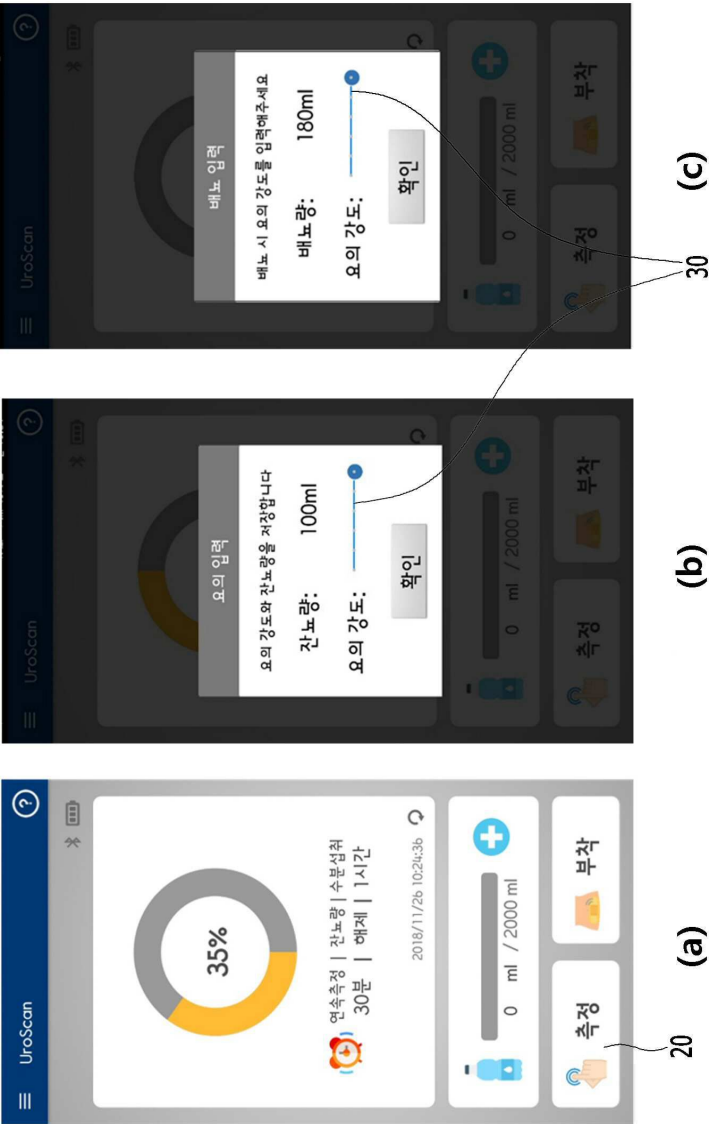 UroScan
?
35%
연속측정 | 잔뇨량 | 수분섭취
30분 | 해제 | 1시간
2018/11/26 10:24:36
0 ml / 2000 ml
측정
부착
20
(a)
UroScan
?
요의 입력
요의 강도와 잔뇨량을 저장합니다
잔뇨량: 100ml
요의 강도:
확인
0 ml / 2000 ml
측정
부착
(b)
UroScan
?
배뇨 입력
배뇨 시 요의 강도를 입력해주세요
배뇨량: 180ml
요의 강도:
확인
0 ml / 2000 ml
측정
부착
(c)
30